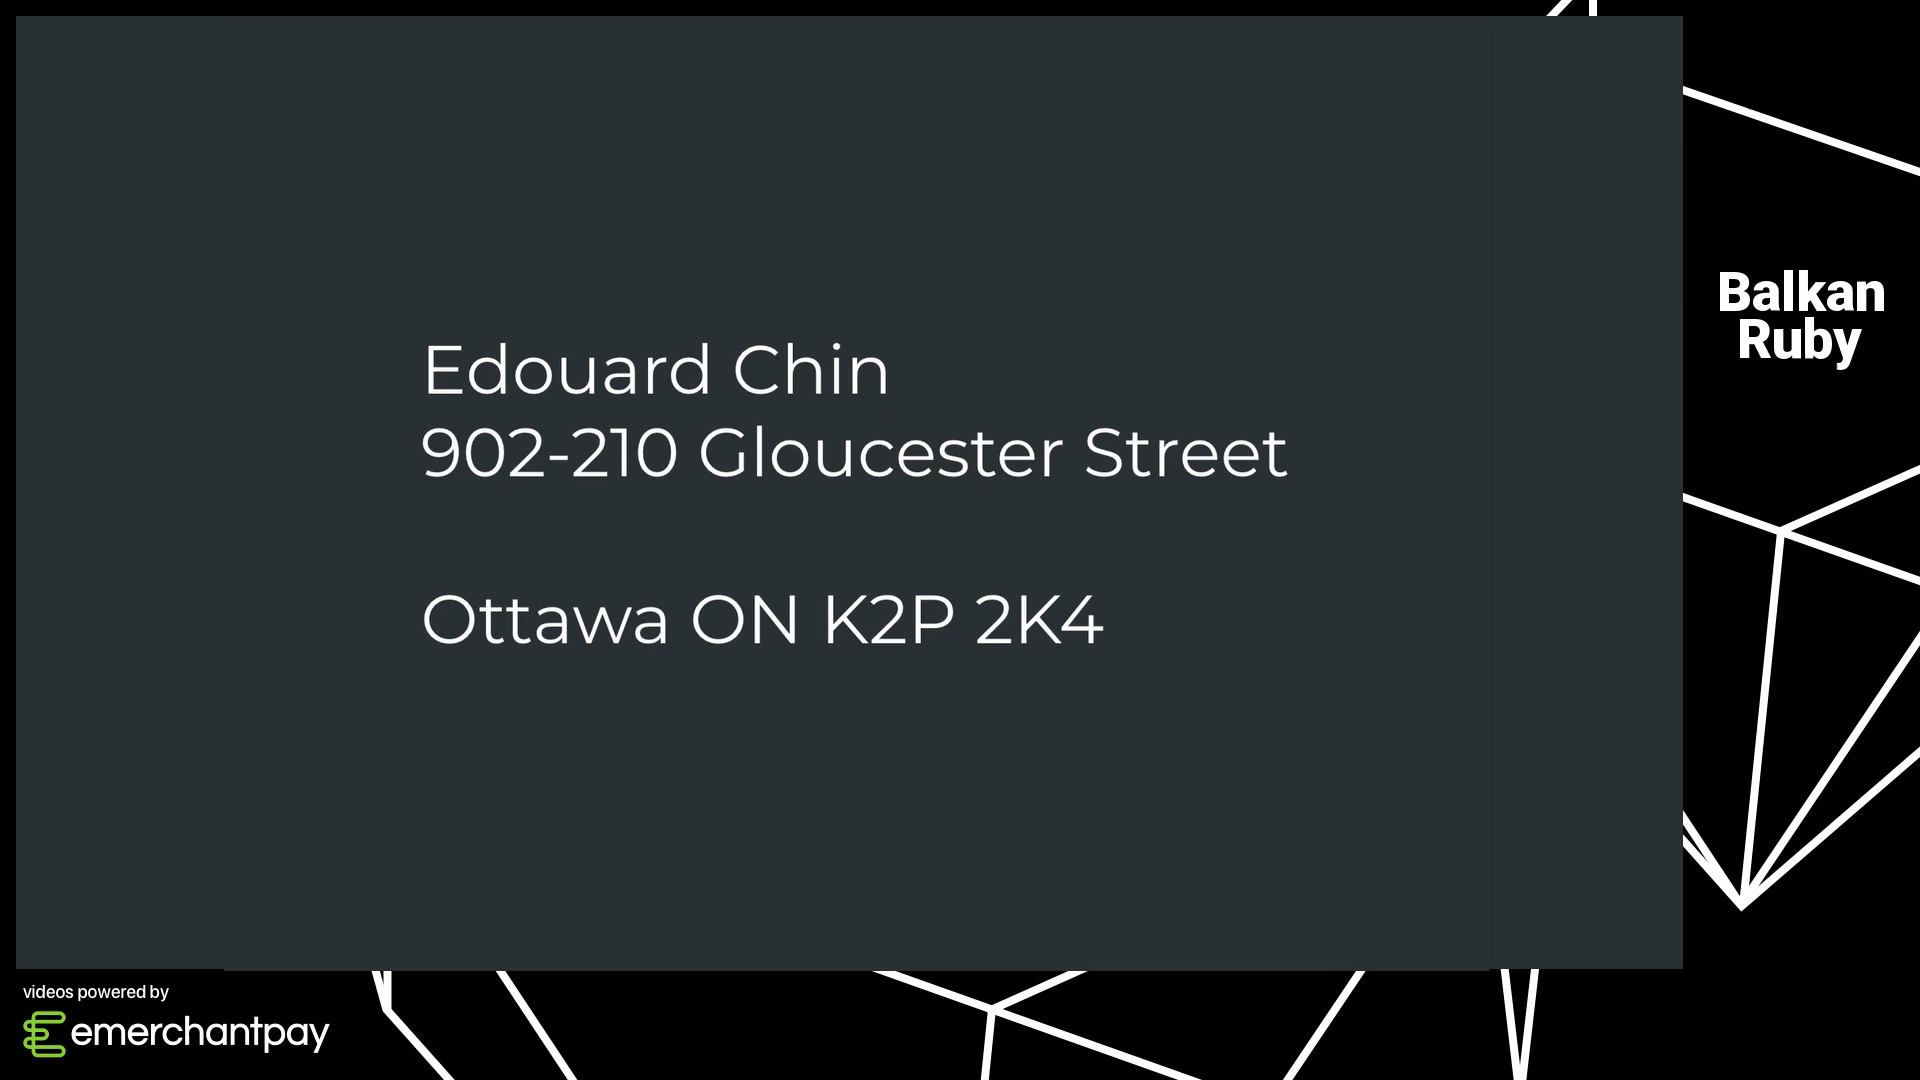 Edouard Chin
902-210 Gloucester Street
Ottawa ON K2P 2K4
Balkan
Ruby
videos powered by
emerchantpay